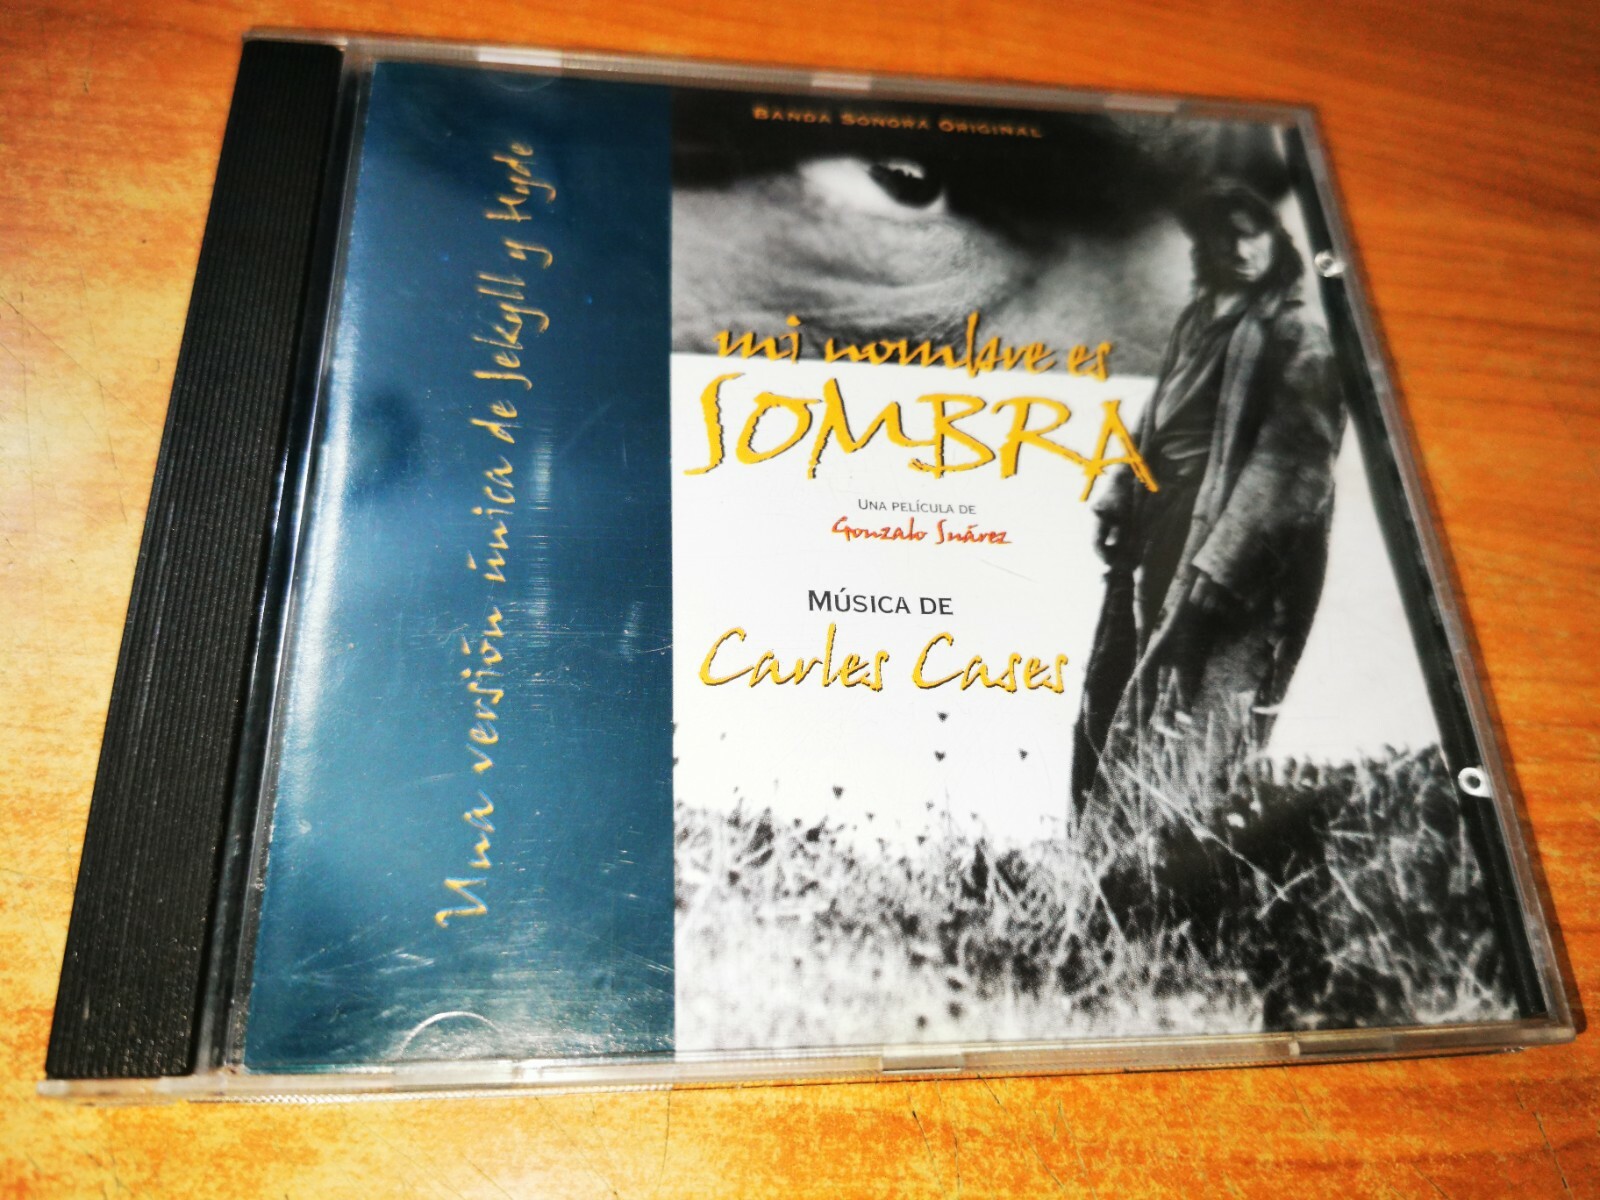 Una versión única de Jekyll y Hyde
BANDA SONORA ORIGINAL
mi nombre es
SOMBRA
UNA PELÍCULA DE
Gonzalo Suárez
MÚSICA DE
Carles Cases